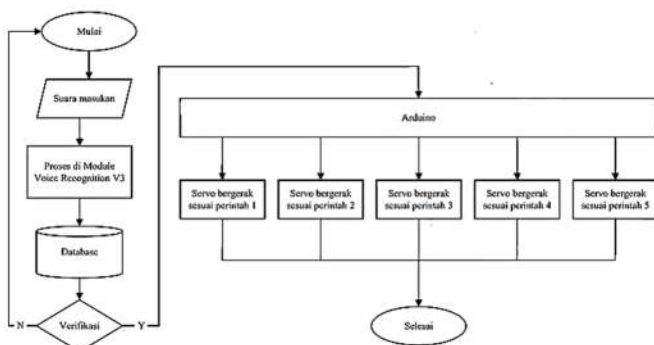 Mulai
Suara masukan
Proses di Module
Voice Recognition V3
Database
N
Verifikasi
Y
Arduino
Servo bergerak
sesuai perintah 1
Servo bergerak
sesuai perintah 2
Servo bergerak
sesuai perintah 3
Servo bergerak
sesuai perintah 4
Servo bergerak
sesuai perintah 5
Selesai